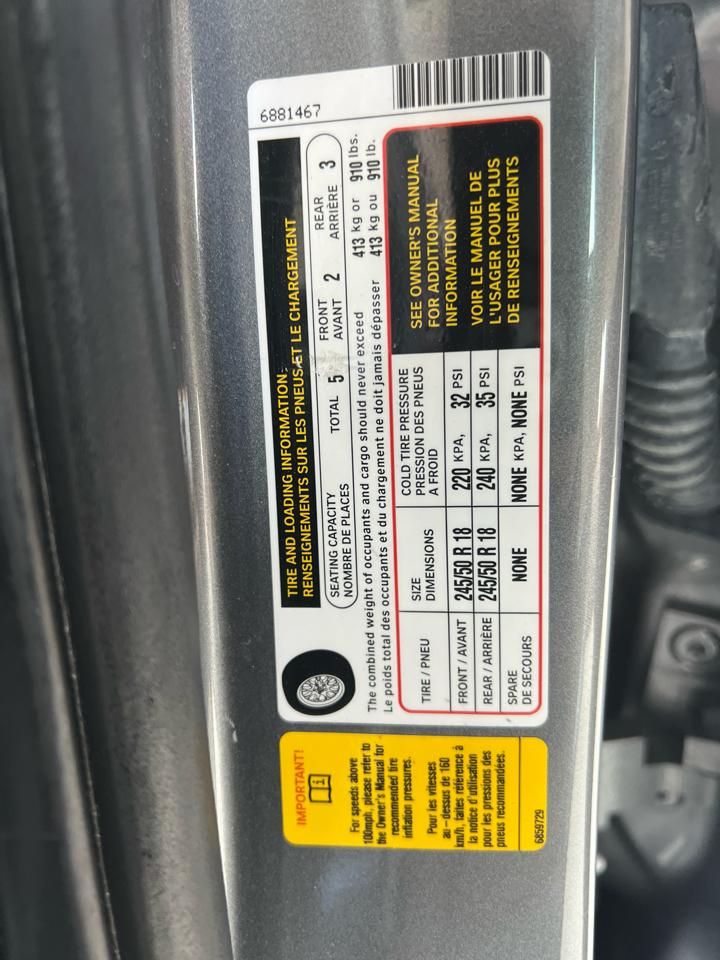 6881467
TIRE AND LOADING INFORMATION
RENSEIGNEMENTS SUR LES PNEUS ET LE CHARGEMENT
SEATING CAPACITY
NOMBRE DE PLACES
TOTAL 5
FRONT
AVANT 2
REAR
ARRIÈRE 3
The combined weight of occupants and cargo should never exceed 413 kg or 910 lbs.
Le poids total des occupants et du chargement ne doit jamais dépasser 413 kg ou 910 lb.
TIRE / PNEU
SIZE
DIMENSIONS
COLD TIRE PRESSURE
PRESSION DES PNEUS
A FROID
FRONT / AVANT 245/50 R 18 220 KPA, 32 PSI
REAR / ARRIÈRE 245/50 R 18 240 KPA, 35 PSI
SPARE
DE SECOURS
NONE NONE KPA, NONE PSI
SEE OWNER'S MANUAL
FOR ADDITIONAL
INFORMATION
VOIR LE MANUEL DE
L'USAGER POUR PLUS
DE RENSEIGNEMENTS
IMPORTANT!
For speeds above
100mph, please refer to
the Owner's Manual for
recommended tire
inflation pressures.
Pour les vitesses
au-dessus de 160
km/h, faites référence à
la notice d'utilisation
pour les pressions des
pneus recommandées.
6859729